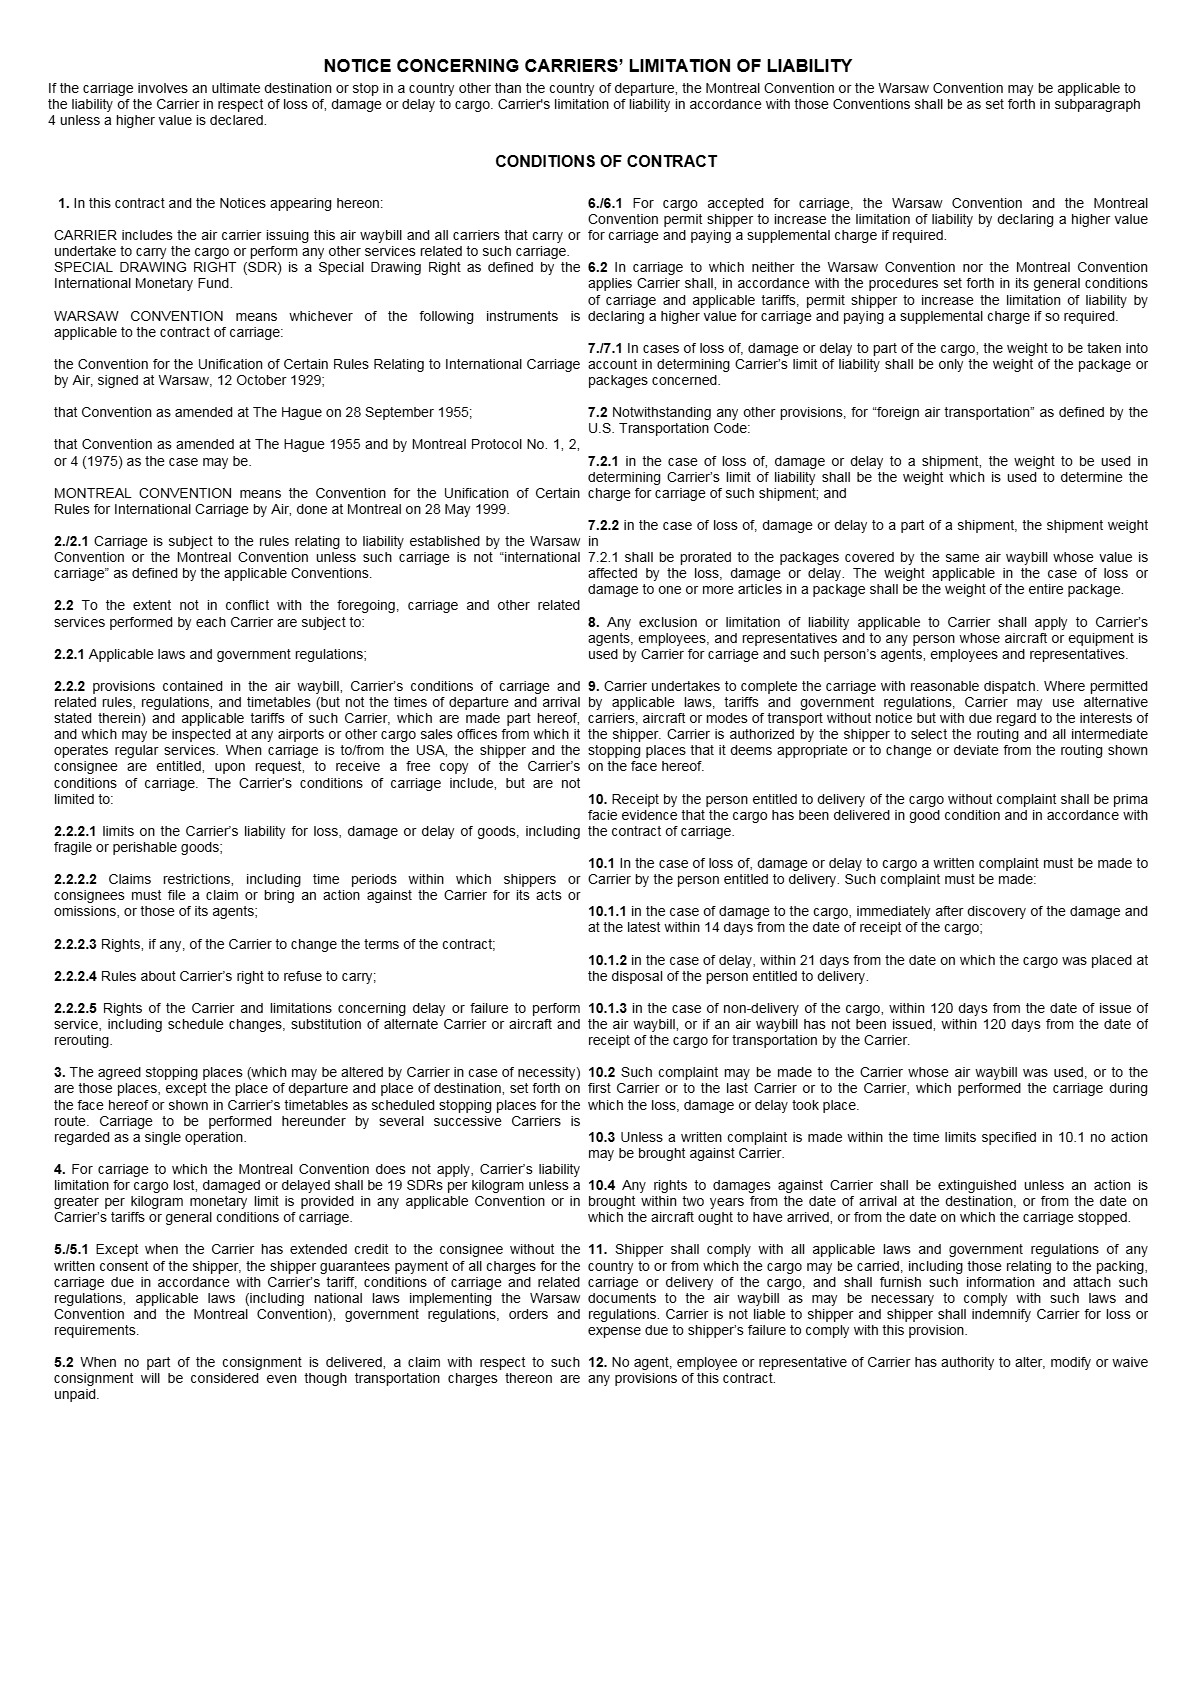 NOTICE CONCERNING CARRIERS’ LIMITATION OF LIABILITY
If the carriage involves an ultimate destination or stop in a country other than the country of departure, the Montreal Convention or the Warsaw Convention may be applicable to
the liability of the Carrier in respect of loss of, damage or delay to cargo. Carrier's limitation of liability in accordance with those Conventions shall be as set forth in subparagraph
4 unless a higher value is declared.
CONDITIONS OF CONTRACT
1. In this contract and the Notices appearing hereon:
CARRIER includes the air carrier issuing this air waybill and all carriers that carry or
undertake to carry the cargo or perform any other services related to such carriage.
SPECIAL DRAWING RIGHT (SDR) is a Special Drawing Right as defined by the
International Monetary Fund.
WARSAW CONVENTION means whichever of the following instruments is
applicable to the contract of carriage:
the Convention for the Unification of Certain Rules Relating to International Carriage
by Air, signed at Warsaw, 12 October 1929;
that Convention as amended at The Hague on 28 September 1955;
that Convention as amended at The Hague 1955 and by Montreal Protocol No. 1, 2,
or 4 (1975) as the case may be.
MONTREAL CONVENTION means the Convention for the Unification of Certain
Rules for International Carriage by Air, done at Montreal on 28 May 1999.
2./2.1 Carriage is subject to the rules relating to liability established by the Warsaw
Convention or the Montreal Convention unless such carriage is not “international
carriage” as defined by the applicable Conventions.
2.2 To the extent not in conflict with the foregoing, carriage and other related
services performed by each Carrier are subject to:
2.2.1 Applicable laws and government regulations;
2.2.2 provisions contained in the air waybill, Carrier’s conditions of carriage and
related rules, regulations, and timetables (but not the times of departure and arrival
stated therein) and applicable tariffs of such Carrier, which are made part hereof,
and which may be inspected at any airports or other cargo sales offices from which it
operates regular services. When carriage is to/from the USA, the shipper and the
consignee are entitled, upon request, to receive a free copy of the Carrier’s
conditions of carriage. The Carrier’s conditions of carriage include, but are not
limited to:
2.2.2.1 limits on the Carrier’s liability for loss, damage or delay of goods, including
fragile or perishable goods;
2.2.2.2 Claims restrictions, including time periods within which shippers or
consignees must file a claim or bring an action against the Carrier for its acts or
omissions, or those of its agents;
2.2.2.3 Rights, if any, of the Carrier to change the terms of the contract;
2.2.2.4 Rules about Carrier’s right to refuse to carry;
2.2.2.5 Rights of the Carrier and limitations concerning delay or failure to perform
service, including schedule changes, substitution of alternate Carrier or aircraft and
rerouting.
3. The agreed stopping places (which may be altered by Carrier in case of necessity)
are those places, except the place of departure and place of destination, set forth on
the face hereof or shown in Carrier’s timetables as scheduled stopping places for the
route. Carriage to be performed hereunder by several successive Carriers is
regarded as a single operation.
4. For carriage to which the Montreal Convention does not apply, Carrier’s liability
limitation for cargo lost, damaged or delayed shall be 19 SDRs per kilogram unless a
greater per kilogram monetary limit is provided in any applicable Convention or in
Carrier’s tariffs or general conditions of carriage.
5./5.1 Except when the Carrier has extended credit to the consignee without the
written consent of the shipper, the shipper guarantees payment of all charges for the
carriage due in accordance with Carrier’s tariff, conditions of carriage and related
regulations, applicable laws (including national laws implementing the Warsaw
Convention and the Montreal Convention), government regulations, orders and
requirements.
5.2 When no part of the consignment is delivered, a claim with respect to such
consignment will be considered even though transportation charges thereon are
unpaid.
6./6.1 For cargo accepted for carriage, the Warsaw Convention and the Montreal
Convention permit shipper to increase the limitation of liability by declaring a higher value
for carriage and paying a supplemental charge if required.
6.2 In carriage to which neither the Warsaw Convention nor the Montreal Convention
applies Carrier shall, in accordance with the procedures set forth in its general conditions
of carriage and applicable tariffs, permit shipper to increase the limitation of liability by
declaring a higher value for carriage and paying a supplemental charge if so required.
7./7.1 In cases of loss of, damage or delay to part of the cargo, the weight to be taken into
account in determining Carrier’s limit of liability shall be only the weight of the package or
packages concerned.
7.2 Notwithstanding any other provisions, for “foreign air transportation” as defined by the
U.S. Transportation Code:
7.2.1 in the case of loss of, damage or delay to a shipment, the weight to be used in
determining Carrier’s limit of liability shall be the weight which is used to determine the
charge for carriage of such shipment; and
7.2.2 in the case of loss of, damage or delay to a part of a shipment, the shipment weight
in
7.2.1 shall be prorated to the packages covered by the same air waybill whose value is
affected by the loss, damage or delay. The weight applicable in the case of loss or
damage to one or more articles in a package shall be the weight of the entire package.
8. Any exclusion or limitation of liability applicable to Carrier shall apply to Carrier’s
agents, employees, and representatives and to any person whose aircraft or equipment is
used by Carrier for carriage and such person’s agents, employees and representatives.
9. Carrier undertakes to complete the carriage with reasonable dispatch. Where permitted
by applicable laws, tariffs and government regulations, Carrier may use alternative
carriers, aircraft or modes of transport without notice but with due regard to the interests of
the shipper. Carrier is authorized by the shipper to select the routing and all intermediate
stopping places that it deems appropriate or to change or deviate from the routing shown
on the face hereof.
10. Receipt by the person entitled to delivery of the cargo without complaint shall be prima
facie evidence that the cargo has been delivered in good condition and in accordance with
the contract of carriage.
10.1 In the case of loss of, damage or delay to cargo a written complaint must be made to
Carrier by the person entitled to delivery. Such complaint must be made:
10.1.1 in the case of damage to the cargo, immediately after discovery of the damage and
at the latest within 14 days from the date of receipt of the cargo;
10.1.2 in the case of delay, within 21 days from the date on which the cargo was placed at
the disposal of the person entitled to delivery.
10.1.3 in the case of non-delivery of the cargo, within 120 days from the date of issue of
the air waybill, or if an air waybill has not been issued, within 120 days from the date of
receipt of the cargo for transportation by the Carrier.
10.2 Such complaint may be made to the Carrier whose air waybill was used, or to the
first Carrier or to the last Carrier or to the Carrier, which performed the carriage during
which the loss, damage or delay took place.
10.3 Unless a written complaint is made within the time limits specified in 10.1 no action
may be brought against Carrier.
10.4 Any rights to damages against Carrier shall be extinguished unless an action is
brought within two years from the date of arrival at the destination, or from the date on
which the aircraft ought to have arrived, or from the date on which the carriage stopped.
11. Shipper shall comply with all applicable laws and government regulations of any
country to or from which the cargo may be carried, including those relating to the packing,
carriage or delivery of the cargo, and shall furnish such information and attach such
documents to the air waybill as may be necessary to comply with such laws and
regulations. Carrier is not liable to shipper and shipper shall indemnify Carrier for loss or
expense due to shipper’s failure to comply with this provision.
12. No agent, employee or representative of Carrier has authority to alter, modify or waive
any provisions of this contract.